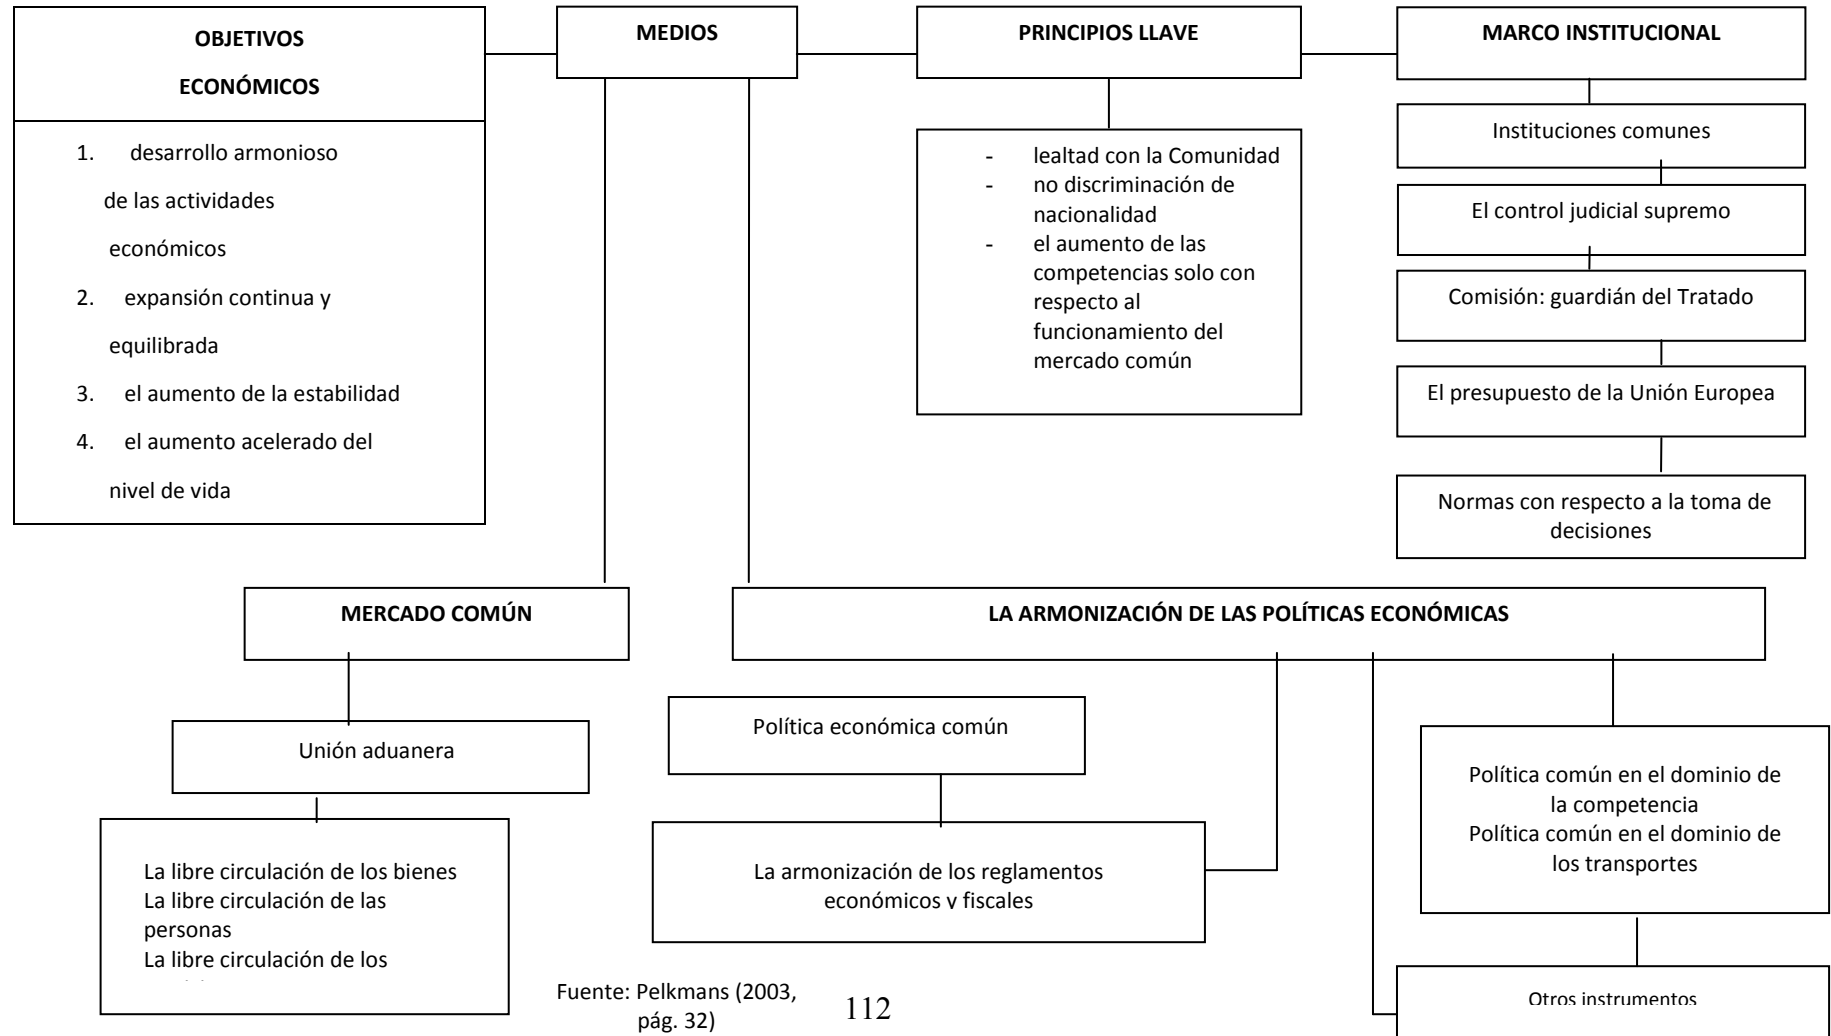 OBJETIVOS
ECONÓMICOS
1. desarrollo armonioso
de las actividades
económicos
2. expansión continua y
equilibrada
3. el aumento de la estabilidad
4. el aumento acelerado del
nivel de vida
MEDIOS
PRINCIPIOS LLAVE
- lealtad con la Comunidad
- no discriminación de
nacionalidad
- el aumento de las
competencias solo con
respecto al
funcionamiento del
mercado común
MARCO INSTITUCIONAL
Instituciones comunes
El control judicial supremo
Comisión: guardián del Tratado
El presupuesto de la Unión Europea
Normas con respecto a la toma de
decisiones
MERCADO COMÚN
Unión aduanera
La libre circulación de los bienes
La libre circulación de las
personas
La libre circulación de los
LA ARMONIZACIÓN DE LAS POLÍTICAS ECONÓMICAS
Política económica común
La armonización de los reglamentos
económicos y fiscales
Política común en el dominio de
la competencia
Política común en el dominio de
los transportes
Otros instrumentos
Fuente: Pelkmans (2003,
pág. 32)
112